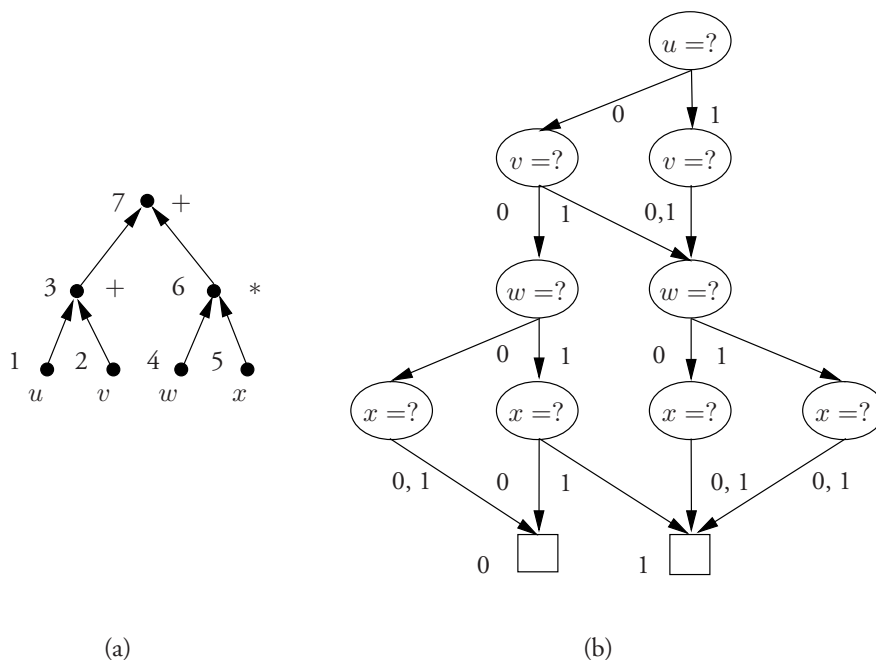 u =?
0
1
v =?
v =?
7
+
0
1
0,1
3
+
6
*
w =?
w =?
1
2
4
5
0
1
0
1
u
v
w
x
x =?
x =?
x =?
x =?
0, 1
0
1
0, 1
0, 1
0
1
(a)
(b)